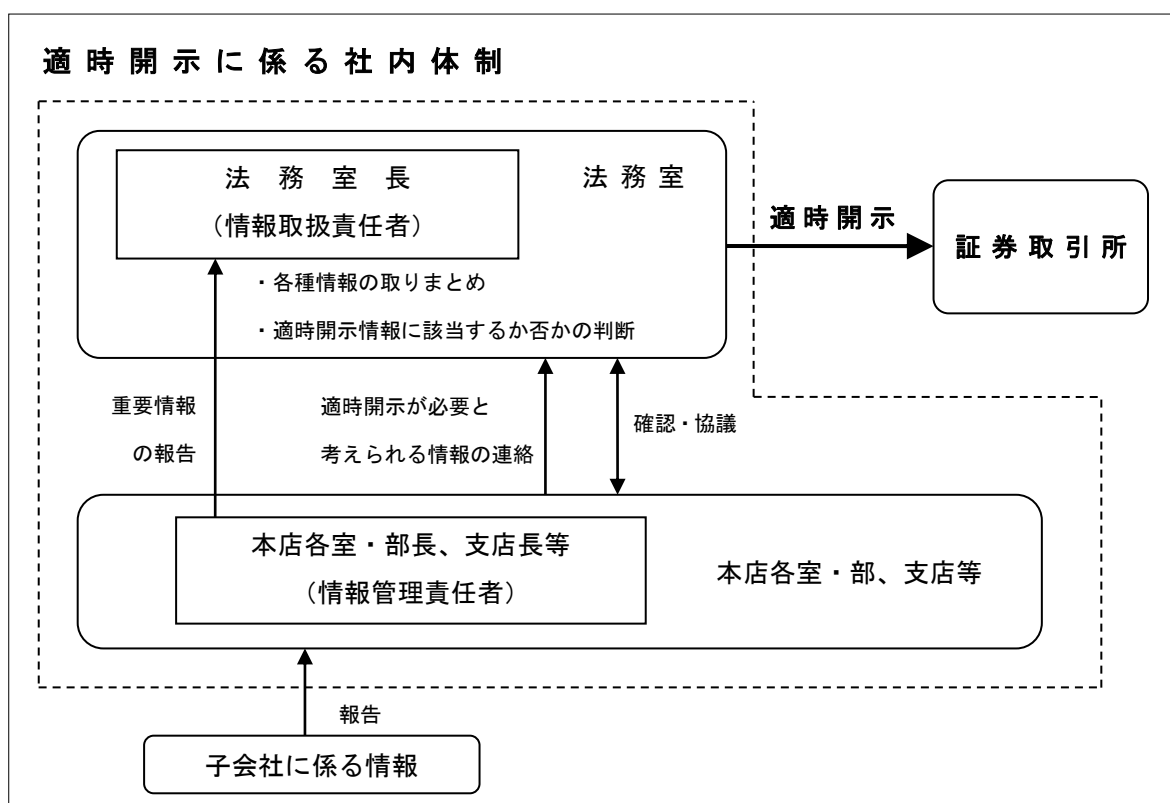 適時開示に係る社内体制
法務室長
（情報取扱責任者）
法務室
・各種情報の取りまとめ
・適時開示情報に該当するか否かの判断
適時開示
証券取引所
重要情報
の報告
適時開示が必要と
考えられる情報の連絡
確認・協議
本店各室・部長、支店長等
（情報管理責任者）
本店各室・部、支店等
報告
子会社に係る情報